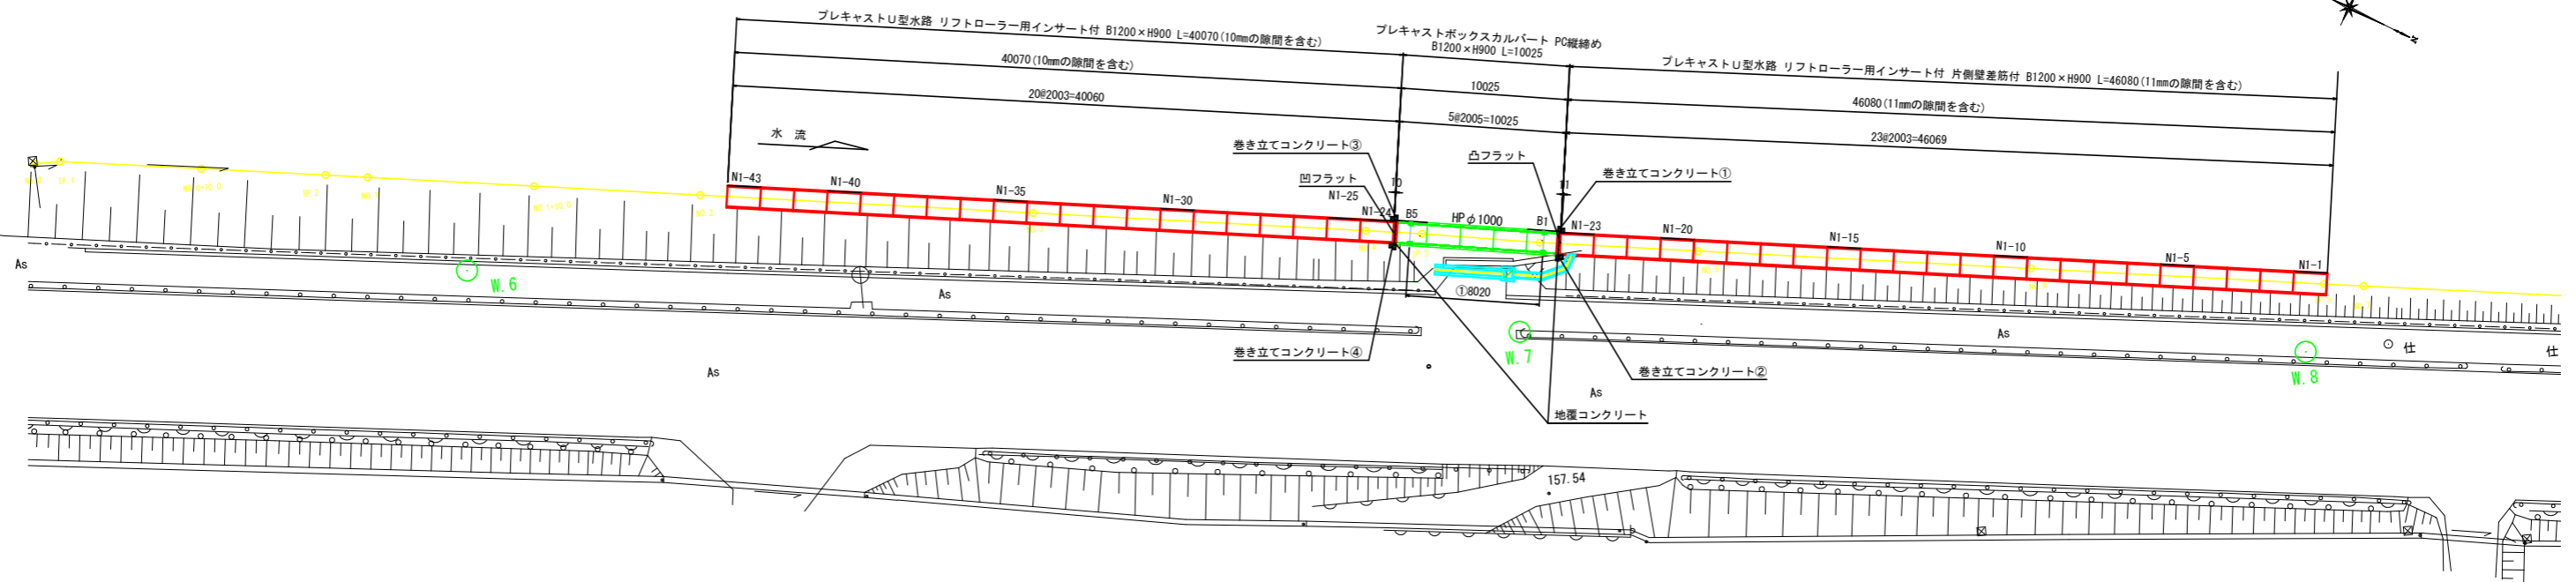 プレキャストU型水路 リフトローラー用インサート付 B1200×H900 L=40070(10mmの隙間を含む)
プレキャストボックスカルバート PC縦締め
B1200×H900 L=10025
プレキャストU型水路 リフトローラー用インサート付 片側壁差筋付 B1200×H900 L=46080(11mmの隙間を含む)
40070(10mmの隙間を含む)
10025
46080(11mmの隙間を含む)
20@2003=40060
5@2005=10025
23@2003=46069
水 流
巻き立てコンクリート③
凸フラット
巻き立てコンクリート①
凹フラット
10
11
N1-43
N1-40
N1-35
N1-30
N1-25
N1-24
B5
HPφ1000
B1
N1-23
N1-20
N1-15
N1-10
N1-5
N1-1
As
W.6
As
①8020
巻き立てコンクリート④
W.7
As
仕
仕
W.8
As
巻き立てコンクリート②
As
地覆コンクリート
157.54
N